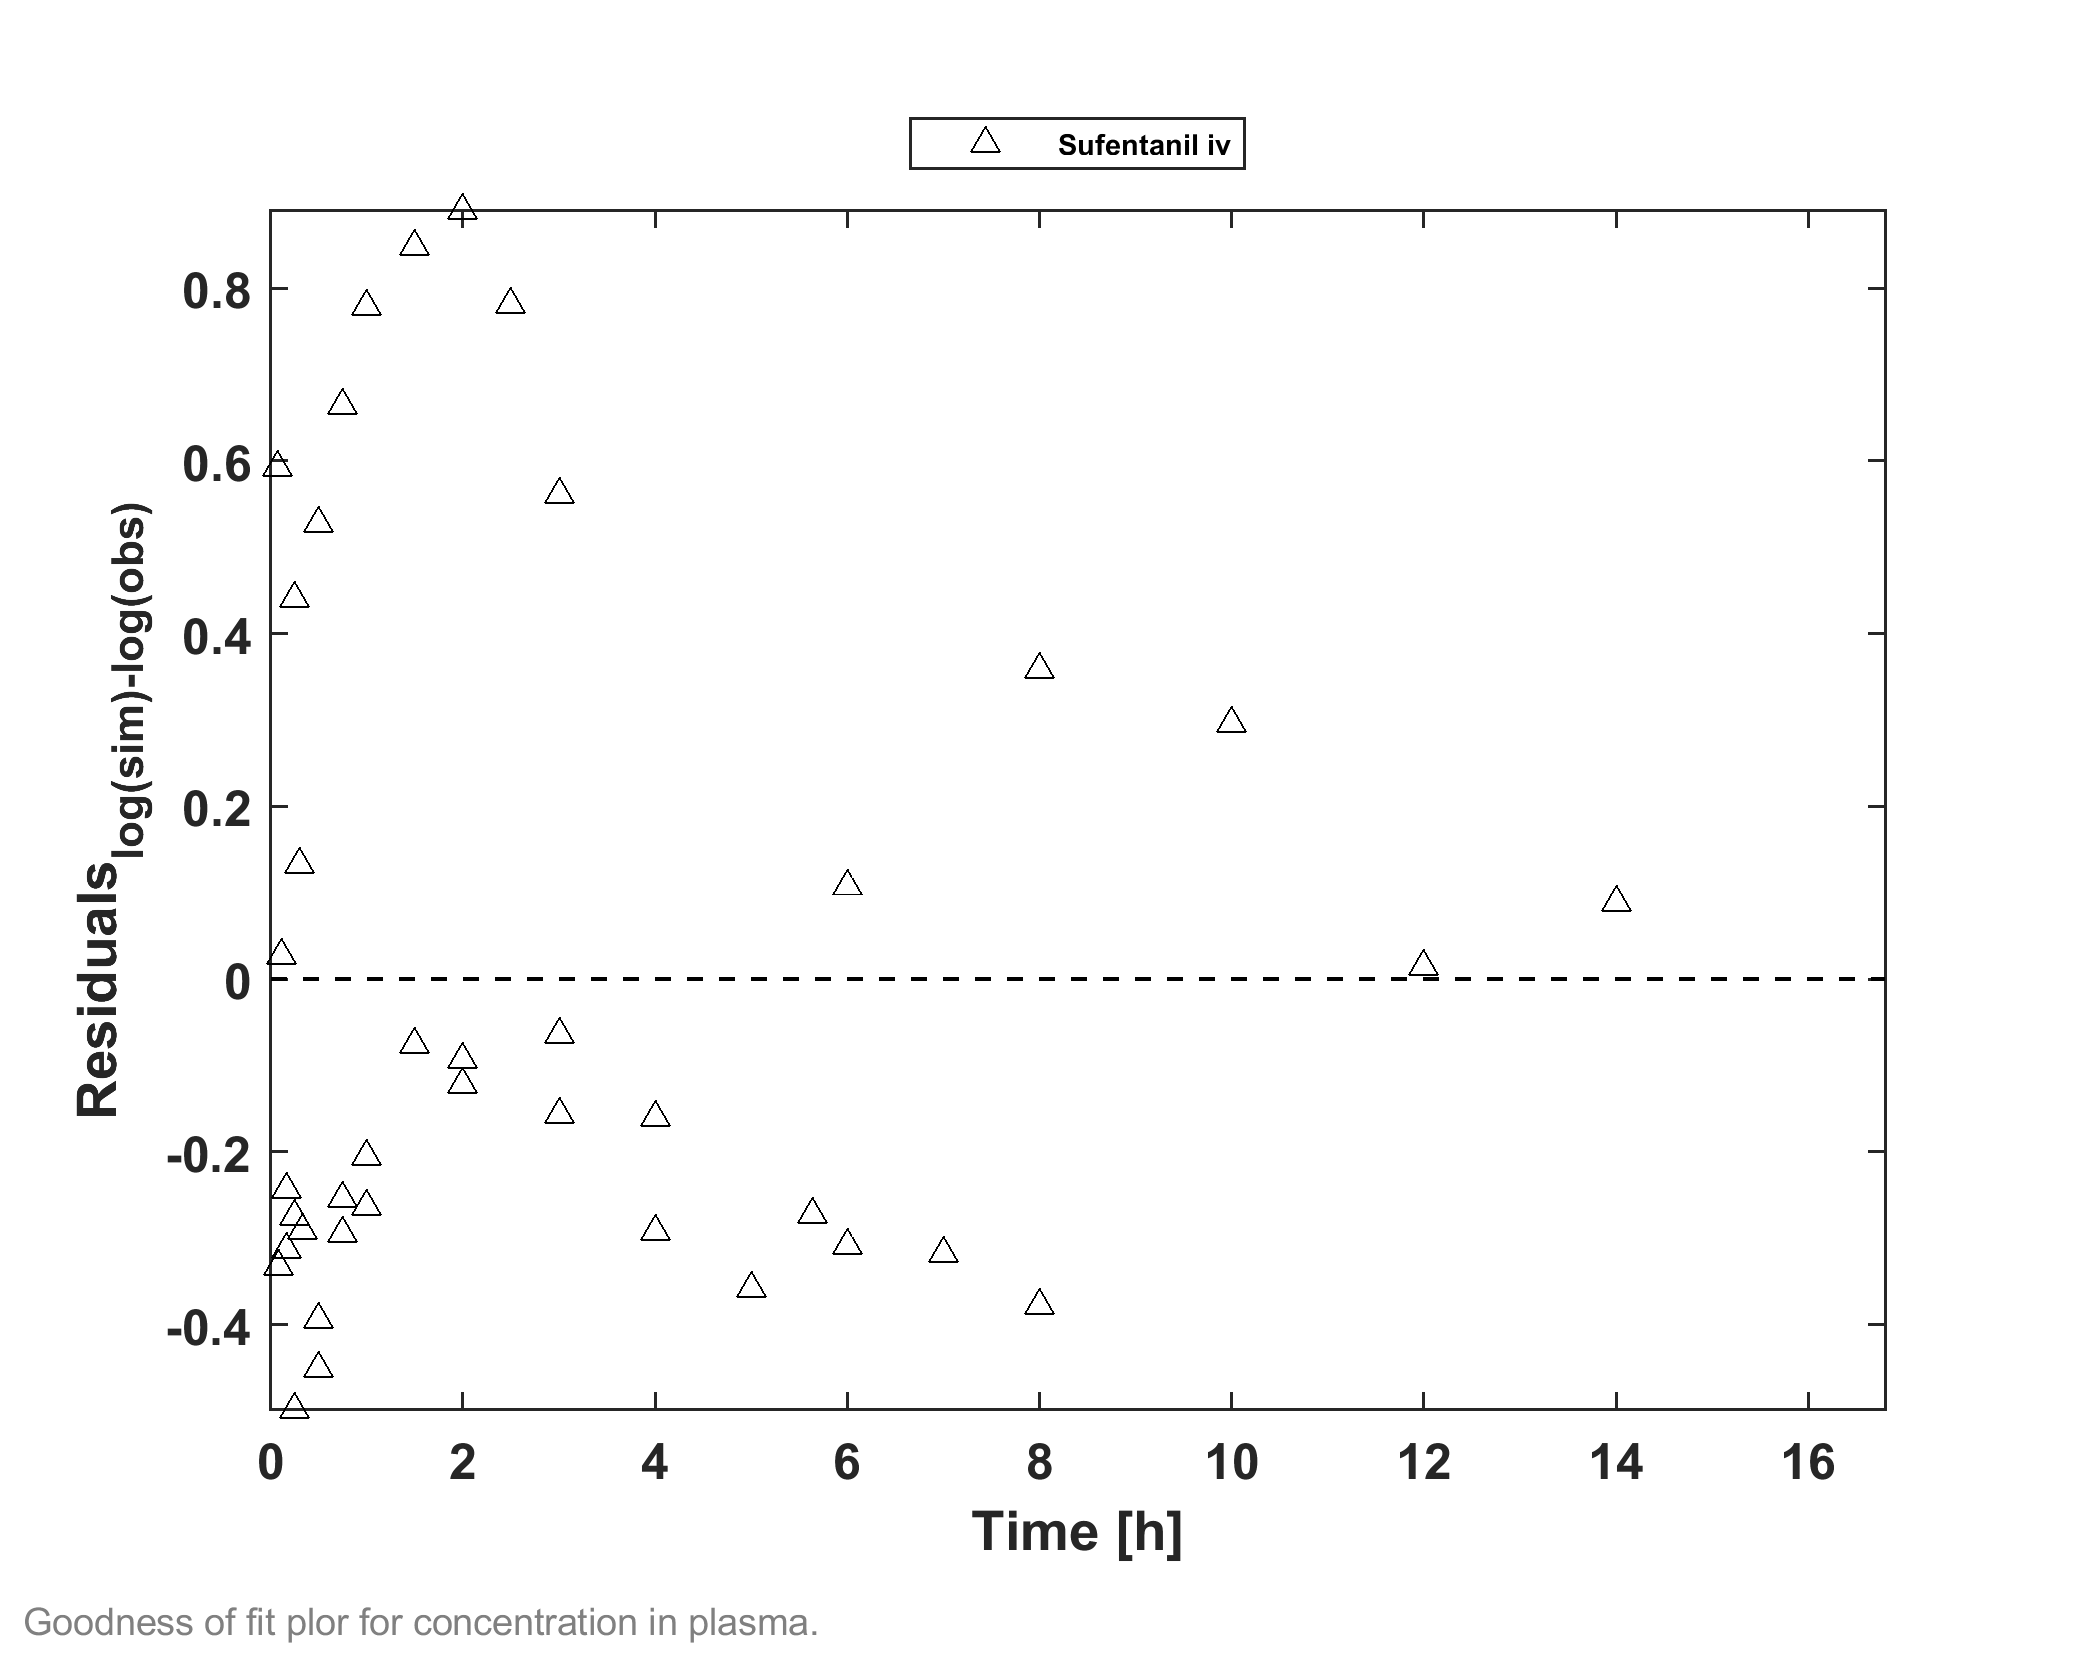 Sufentanil iv
Residuals log(sim)-log(obs)
0.8
0.6
0.4
0.2
0
-0.2
-0.4
0 2 4 6 8 10 12 14 16
Time [h]
Goodness of fit plor for concentration in plasma.